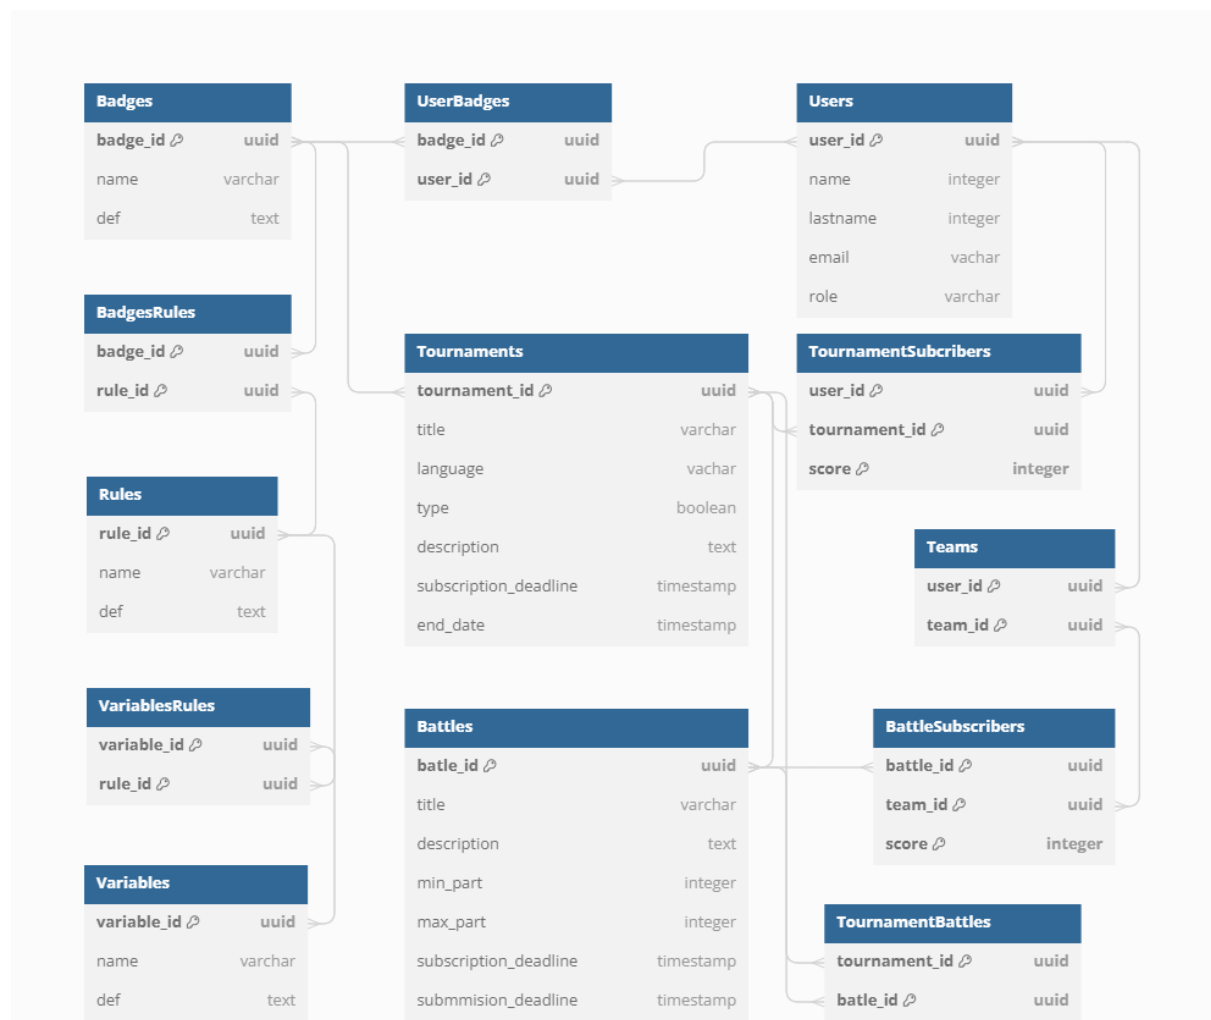 Badges
badge_id uuid
name varchar
def text
UserBadges
badge_id uuid
user_id uuid
Users
user_id uuid
name integer
lastname integer
email vachar
role varchar
BadgesRules
badge_id uuid
rule_id uuid
Tournaments
tournament_id uuid
title varchar
language vachar
type boolean
description text
subscription_deadline timestamp
end_date timestamp
TournamentSubcribers
user_id uuid
tournament_id uuid
score integer
Rules
rule_id uuid
name varchar
def text
Teams
user_id uuid
team_id uuid
VariablesRules
variable_id uuid
rule_id uuid
Battles
batle_id uuid
title varchar
description text
min_part integer
max_part integer
subscription_deadline timestamp
submmision_deadline timestamp
BattleSubscribers
battle_id uuid
team_id uuid
score integer
Variables
variable_id uuid
name varchar
def text
TournamentBattles
tournament_id uuid
batle_id uuid